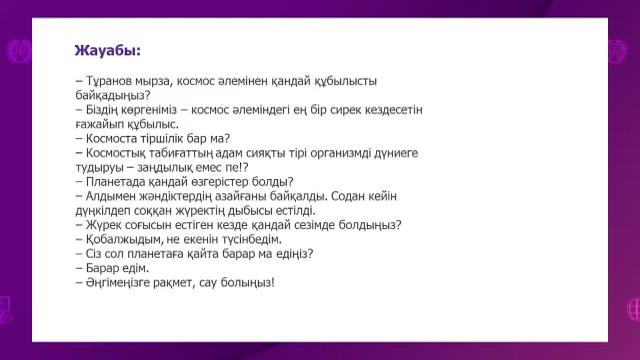 Жауабы:
– Тұранов мырза, космос әлемінен қандай құбылысты
байқадыңыз?
– Біздің көргеніміз – космос әлеміндегі ең бір сирек кездесетін
ғажайып құбылыс.
– Космоста тіршілік бар ма?
– Космостық табиғаттың адам сияқты тірі организмді дүниеге
тудыруы – заңдылық емес пе!?
– Планетада қандай өзгерістер болды?
– Алдымен жәндіктердің азайғаны байқалды. Содан кейін
дүңкілдеп соққан жүректің дыбысы естілді.
– Жүрек соғысын естіген кезде қандай сезімде болдыңыз?
– Қобалжыдым, не екенін түсінбедім.
– Сіз сол планетаға қайта барар ма едіңіз?
– Барар едім.
– Әңгімеңізге рақмет, сау болыңыз!